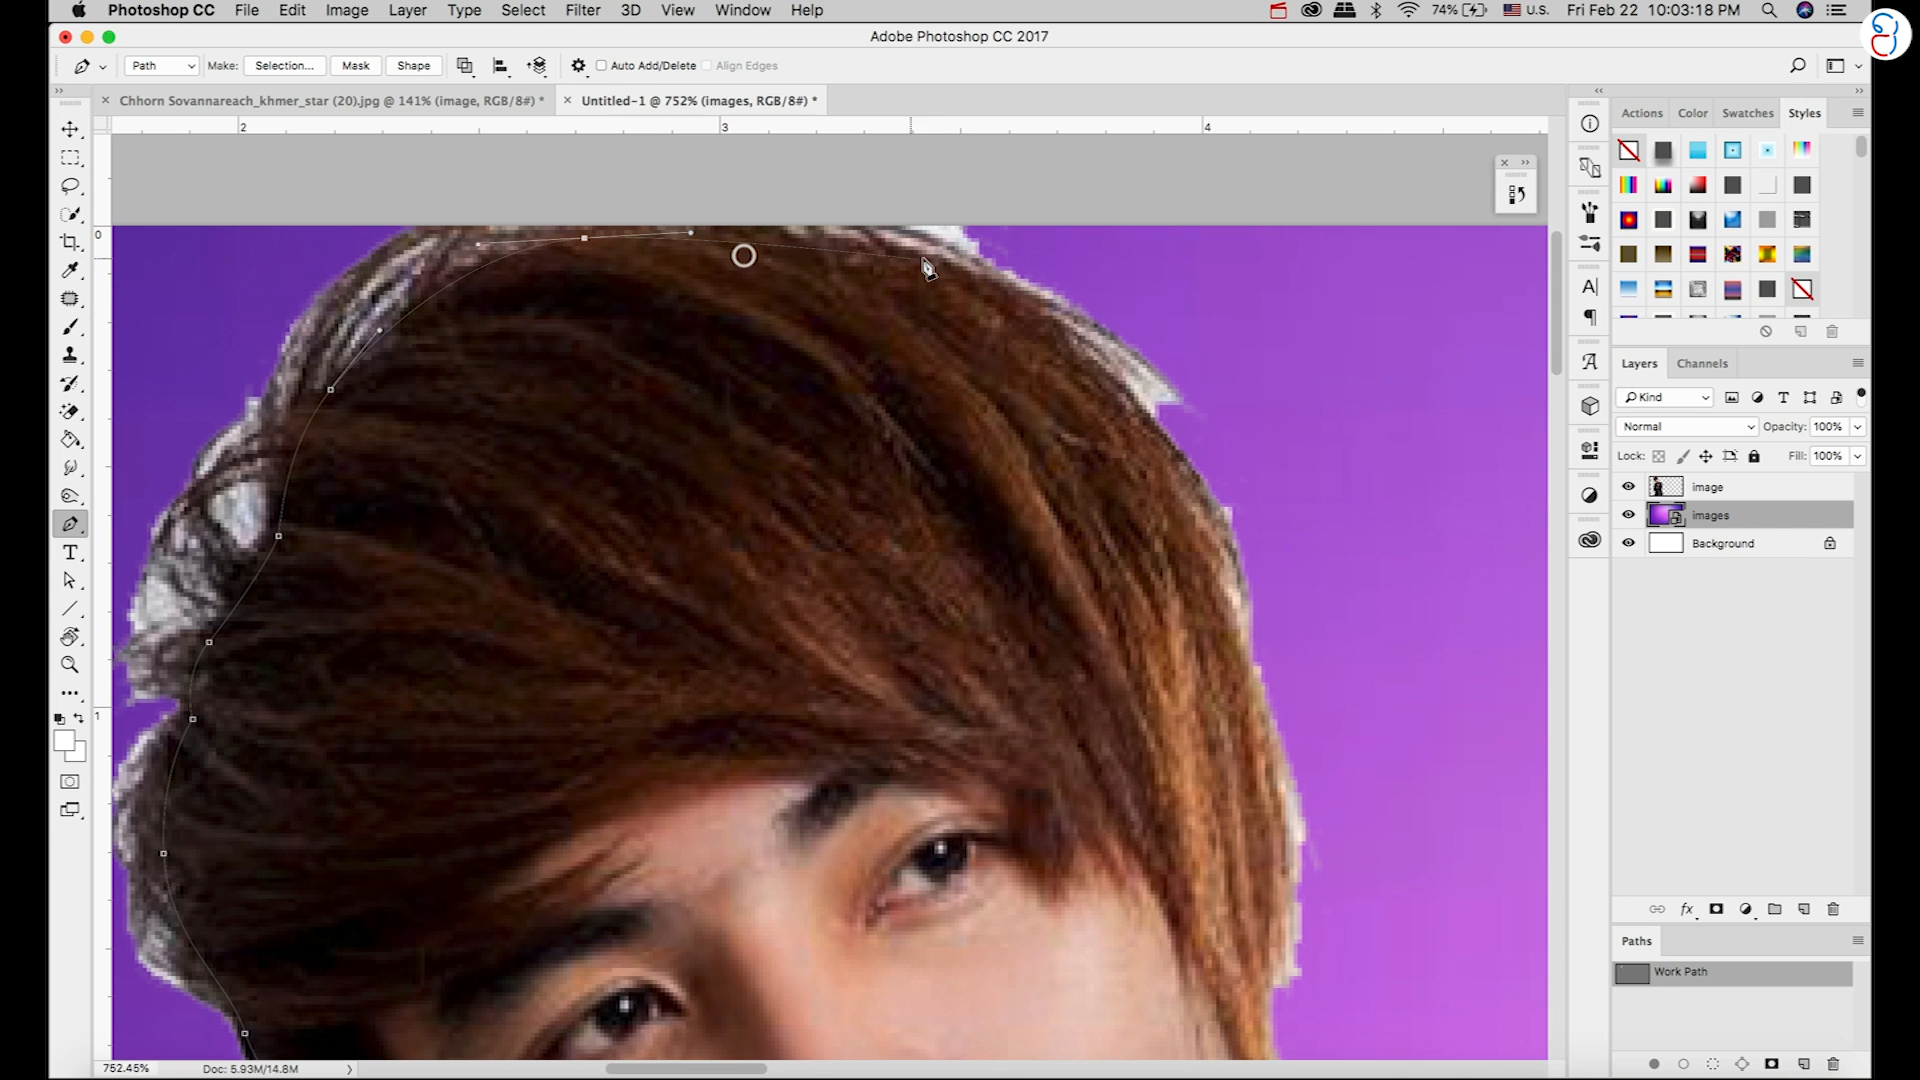 Photoshop CC File Edit Image Layer Type Select Filter 3D View Window Help 74% U.S. Fri Feb 22 10:03:18 PM
Adobe Photoshop CC 2017
Path Make: Selection... Mask Shape Auto Add/Delete Align Edges
Chhorn Sovannareach_khmer_star (20).jpg @ 141% (image, RGB/8#) * Untitled-1 @ 752% (images, RGB/8#) *
Actions Color Swatches Styles
2 3 4
0
1
Layers Channels
Kind
Normal Opacity: 100%
Lock: Fill: 100%
image
images
Background
fx
Paths
Work Path
752.45% Doc: 5.93M/14.8M